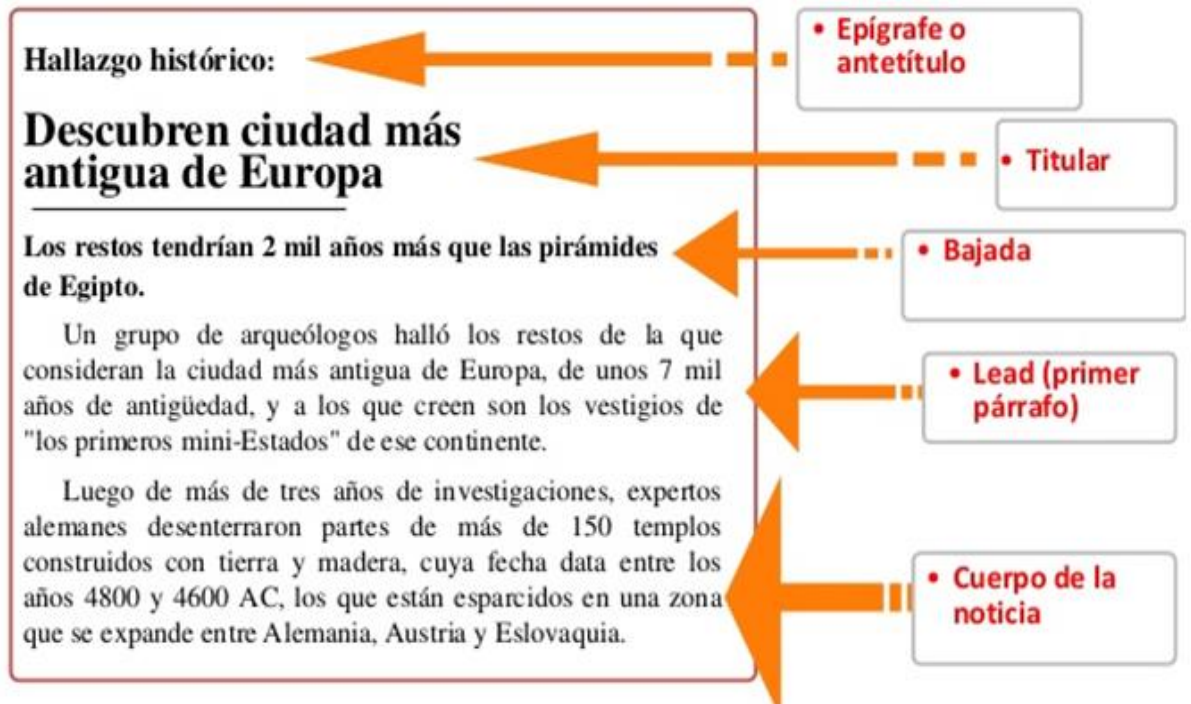 Hallazgo histórico:
• Epígrafe o
antetítulo
Descubren ciudad más
antigua de Europa
• Titular
Los restos tendrían 2 mil años más que las pirámides
de Egipto.
• Bajada
Un grupo de arqueólogos halló los restos de la que
consideran la ciudad más antigua de Europa, de unos 7 mil
años de antigüedad, y a los que creen son los vestigios de
"los primeros mini-Estados" de ese continente.
• Lead (primer
párrafo)
Luego de más de tres años de investigaciones, expertos
alemanes desenterraron partes de más de 150 templos
construidos con tierra y madera, cuya fecha data entre los
años 4800 y 4600 AC, los que están esparcidos en una zona
que se expande entre Alemania, Austria y Eslovaquia.
• Cuerpo de la
noticia